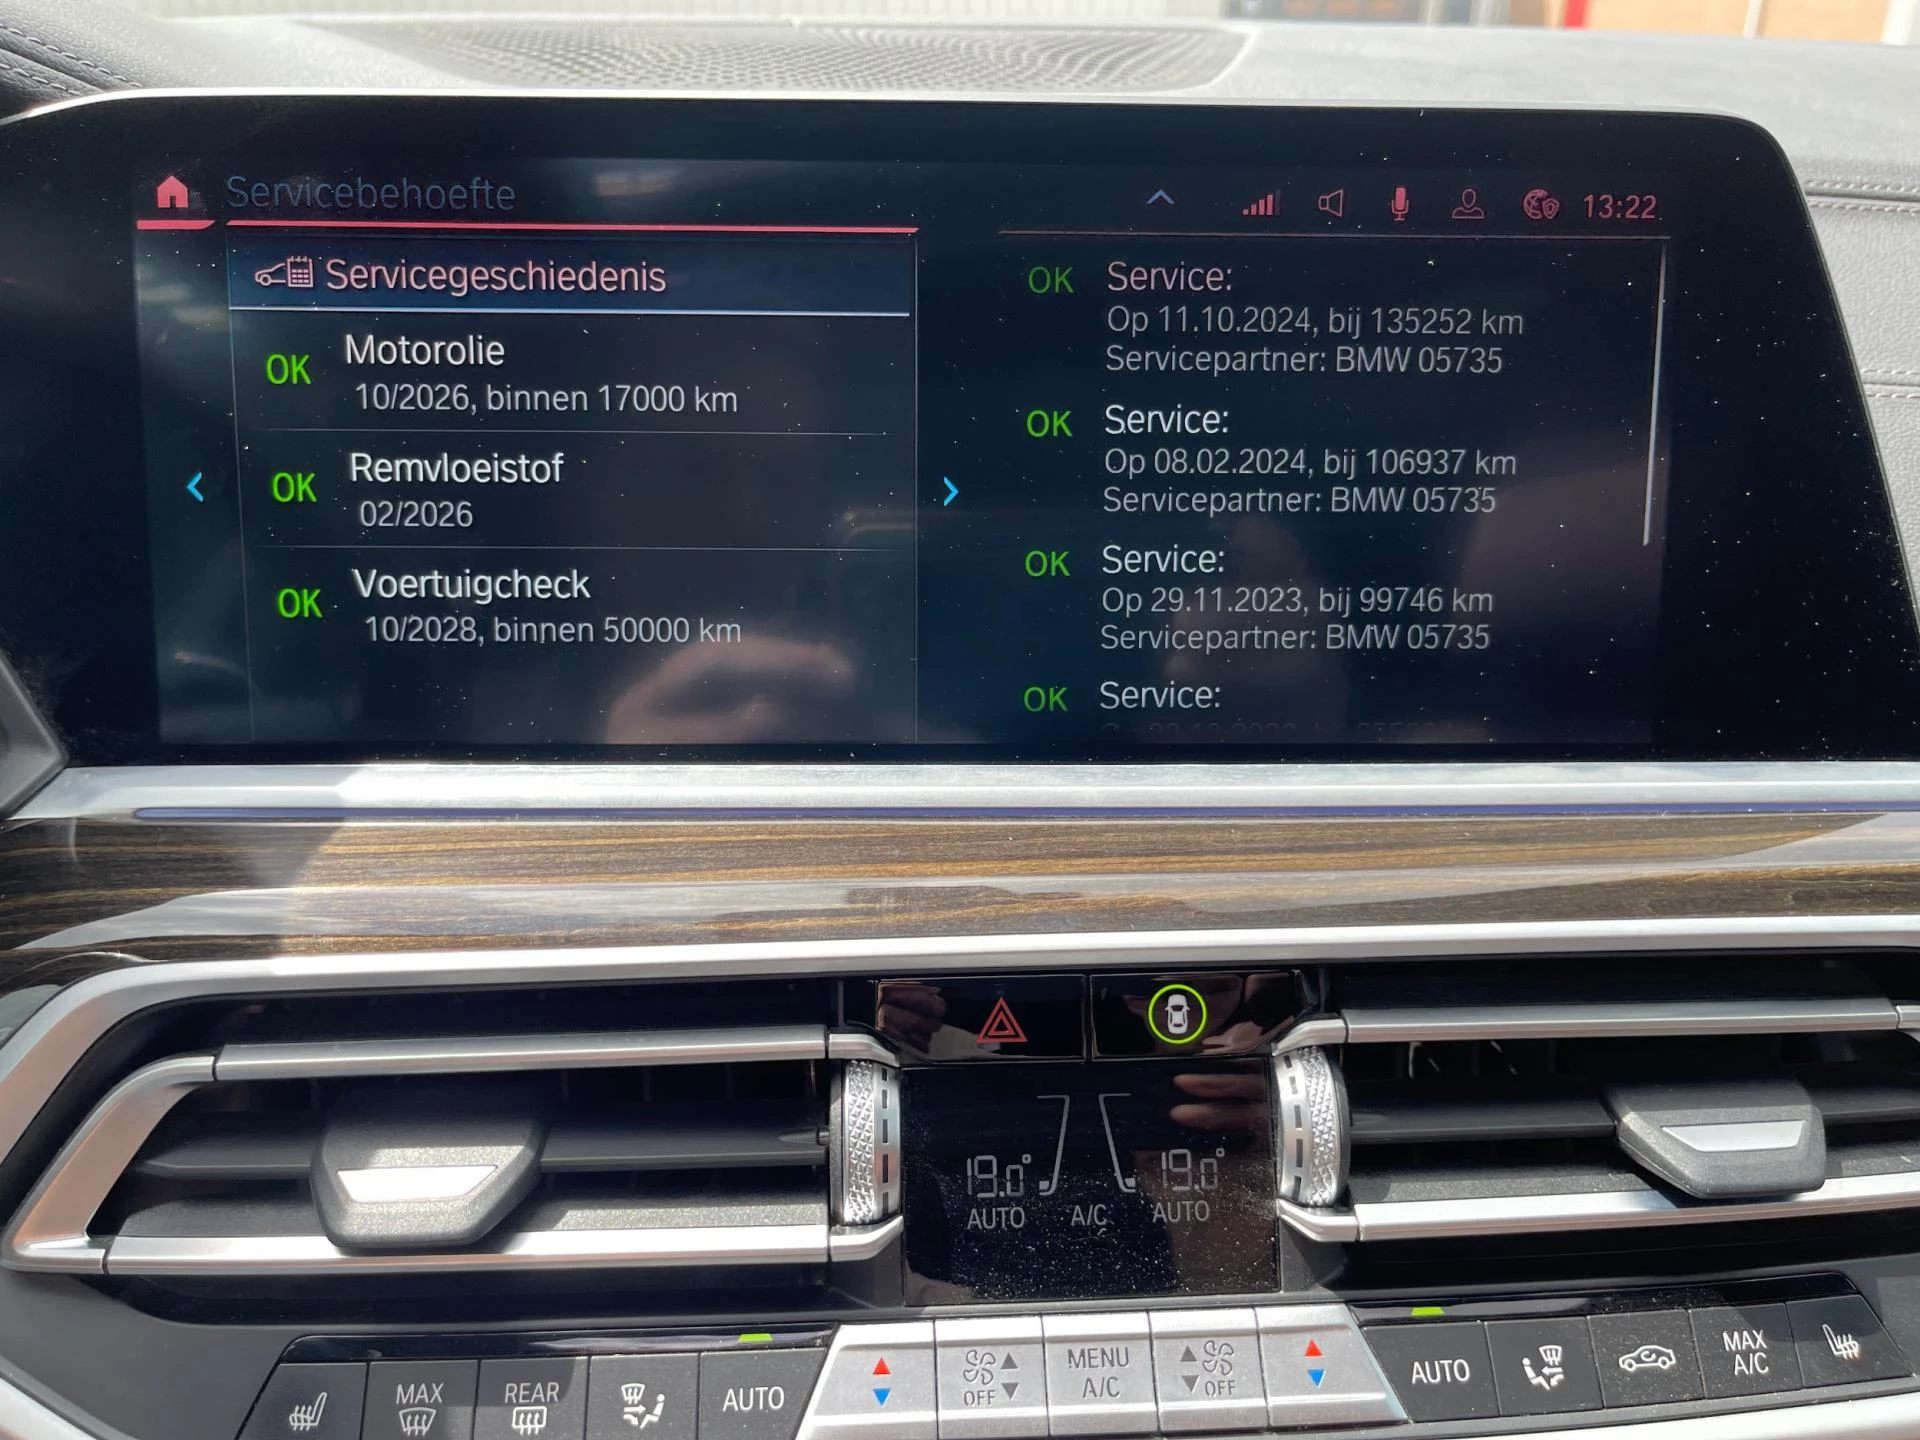 Servicebehoefte
13:22
Servicegeschiedenis
OK Motorolie
10/2026, binnen 17000 km
OK Remvloeistof
02/2026
OK Voertuigcheck
10/2028, binnen 50000 km
OK Service:
Op 11.10.2024, bij 135252 km
Servicepartner: BMW 05735
OK Service:
Op 08.02.2024, bij 106937 km
Servicepartner: BMW 05735
OK Service:
Op 29.11.2023, bij 99746 km
Servicepartner: BMW 05735
OK Service:
19.0° 19.0°
AUTO A/C AUTO
MAX
REAR
AUTO
OFF
MENU
A/C
OFF
AUTO
MAX
A/C